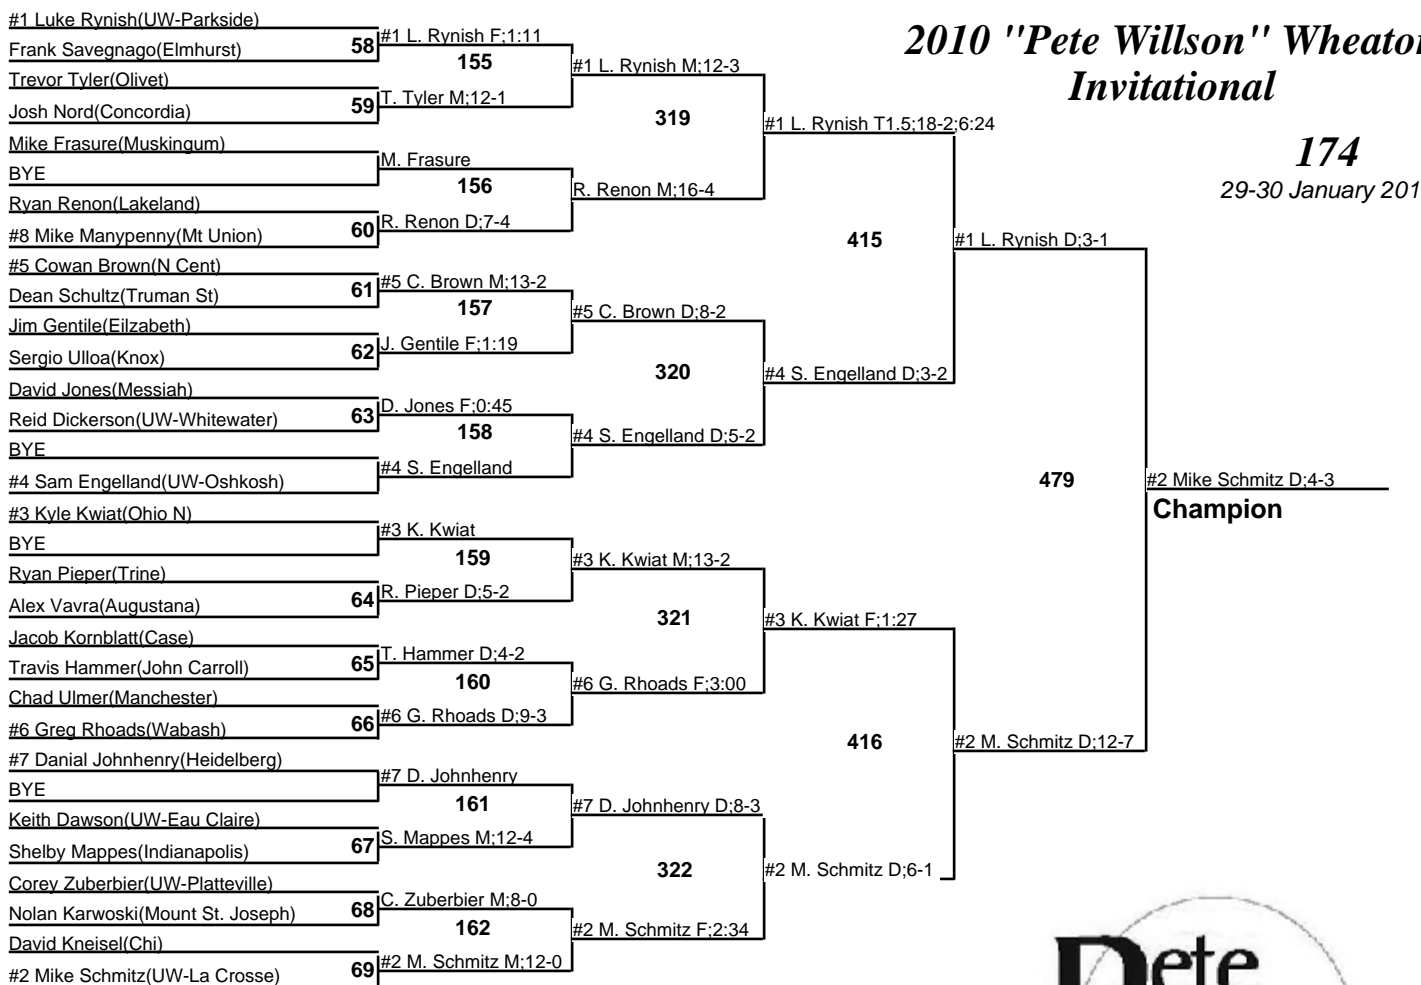 2010 "Pete Willson" Wheaton
Invitational
174
29-30 January 201
#1 Luke Rynish(UW-Parkside)
Frank Savegnago(Elmhurst)
Trevor Tyler(Olivet)
Josh Nord(Concordia)
Mike Frasure(Muskingum)
BYE
Ryan Renon(Lakeland)
#8 Mike Manypenny(Mt Union)
#5 Cowan Brown(N Cent)
Dean Schultz(Truman St)
Jim Gentile(Eilzabeth)
Sergio Ulloa(Knox)
David Jones(Messiah)
Reid Dickerson(UW-Whitewater)
BYE
#4 Sam Engelland(UW-Oshkosh)
#3 Kyle Kwiat(Ohio N)
BYE
Ryan Pieper(Trine)
Alex Vavra(Augustana)
Jacob Kornblatt(Case)
Travis Hammer(John Carroll)
Chad Ulmer(Manchester)
#6 Greg Rhoads(Wabash)
#7 Danial Johnhenry(Heidelberg)
BYE
Keith Dawson(UW-Eau Claire)
Shelby Mappes(Indianapolis)
Corey Zuberbier(UW-Platteville)
Nolan Karwoski(Mount St. Joseph)
David Kneisel(Chi)
#2 Mike Schmitz(UW-La Crosse)
58
59
60
61
62
63
64
65
66
67
68
69
#1 L. Rynish F;1:11
155
T. Tyler M;12-1
M. Frasure
156
R. Renon D;7-4
#5 C. Brown M;13-2
157
J. Gentile F;1:19
D. Jones F;0:45
158
#4 S. Engelland
#3 K. Kwiat
159
R. Pieper D;5-2
T. Hammer D;4-2
160
#6 G. Rhoads D;9-3
#7 D. Johnhenry
161
S. Mappes M;12-4
C. Zuberbier M;8-0
162
#2 M. Schmitz M;12-0
#1 L. Rynish M;12-3
319
R. Renon M;16-4
#5 C. Brown D;8-2
320
#4 S. Engelland D;5-2
#3 K. Kwiat M;13-2
321
#6 G. Rhoads F;3:00
#7 D. Johnhenry D;8-3
322
#2 M. Schmitz F;2:34
#1 L. Rynish T1.5;18-2;6:24
415
#4 S. Engelland D;3-2
#3 K. Kwiat F;1:27
416
#2 M. Schmitz D;6-1
#1 L. Rynish D;3-1
479
#2 M. Schmitz D;12-7
#2 Mike Schmitz D;4-3
Champion
Pete